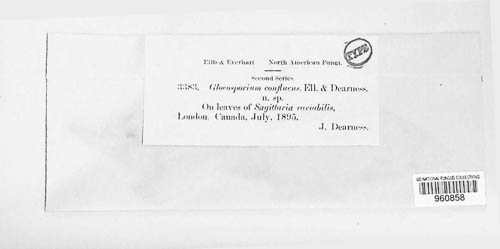 TYPE
Ellis & Everhart. North American Fungi.
Second Series.
3383. Gloeosporium confluens, Ell. & Dearness.
n. sp.
On leaves of Sagittaria variabilis,
London, Canada, July, 1895.
J. Dearness.
US NATIONAL FUNGUS COLLECTIONS
960858